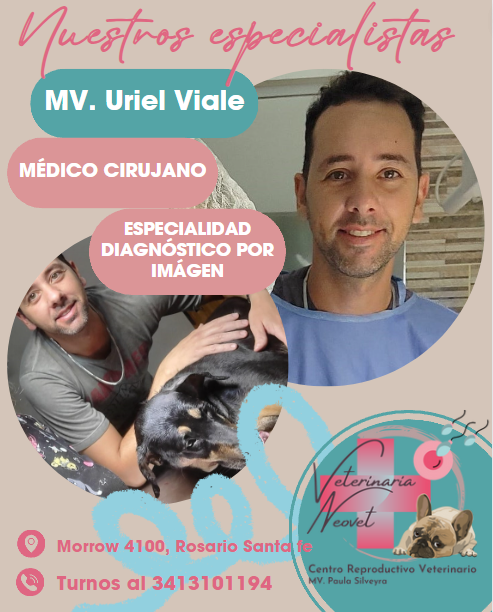 Nuestros especialistas
MV. Uriel Viale
MÉDICO CIRUJANO
ESPECIALIDAD
DIAGNÓSTICO POR
IMÁGEN
Veterinaria
Neovet
Centro Reproductivo Veterinario
MV. Paula Silveyra
Morrow 4100, Rosario Santa fe
Turnos al 3413101194